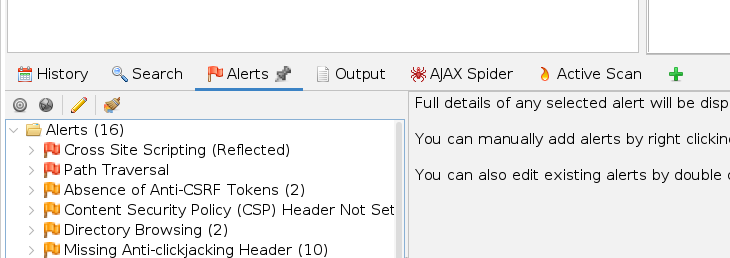 History Search Alerts Output AJAX Spider Active Scan
Alerts (16)
Cross Site Scripting (Reflected)
Path Traversal
Absence of Anti-CSRF Tokens (2)
Content Security Policy (CSP) Header Not Set
Directory Browsing (2)
Missing Anti-clickjacking Header (10)
Full details of any selected alert will be disp
You can manually add alerts by right clickin
You can also edit existing alerts by double